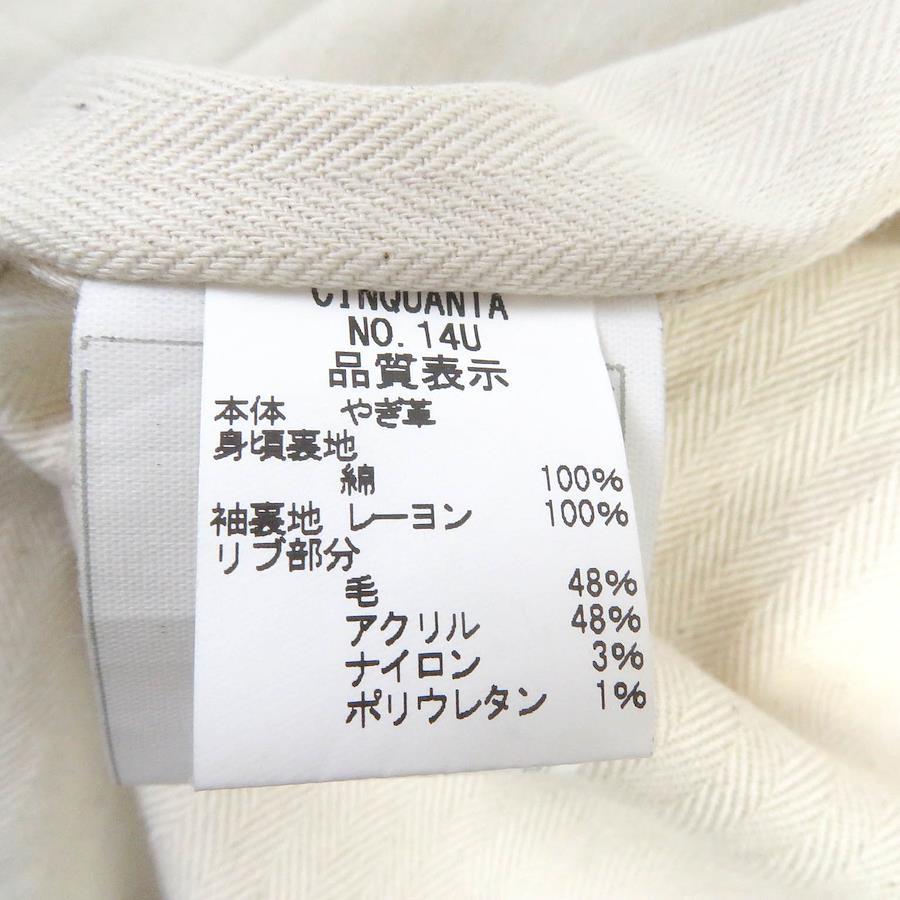 CINQUANTA
NO.14U
品質表示
本体 やぎ革
身頃裏地
綿 100%
袖裏地 レーヨン 100%
リブ部分
毛 48%
アクリル 48%
ナイロン 3%
ポリウレタン 1%